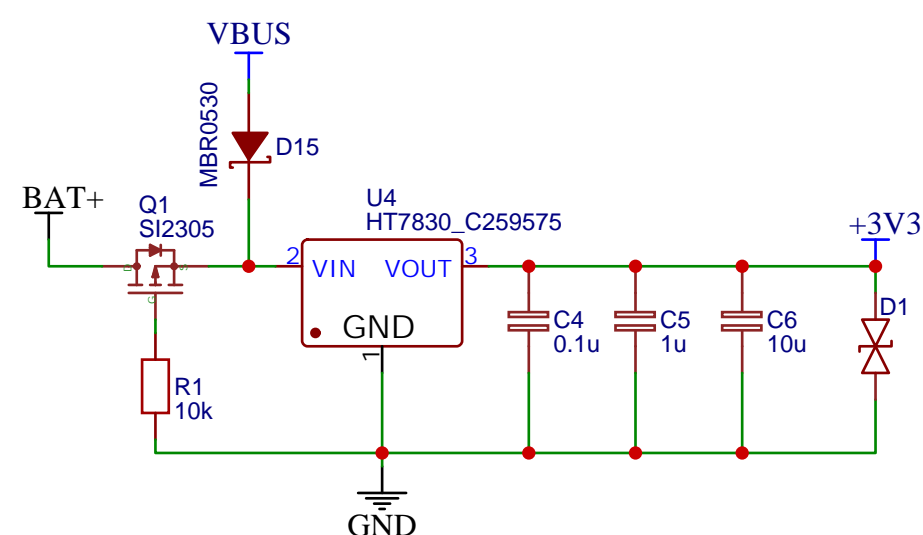 VBUS
MBR0530
D15
BAT+
Q1
SI2305
D
S
G
U4
HT7830_C259575
2
VIN
VOUT
3
GND
1
+3V3
D1
C4
0.1u
C5
1u
C6
10u
R1
10k
GND